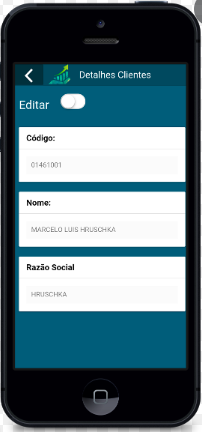 Detalhes Clientes
Editar
Código:
01461001
Nome:
MARCELO LUIS HRUSCHKA
Razão Social
HRUSCHKA